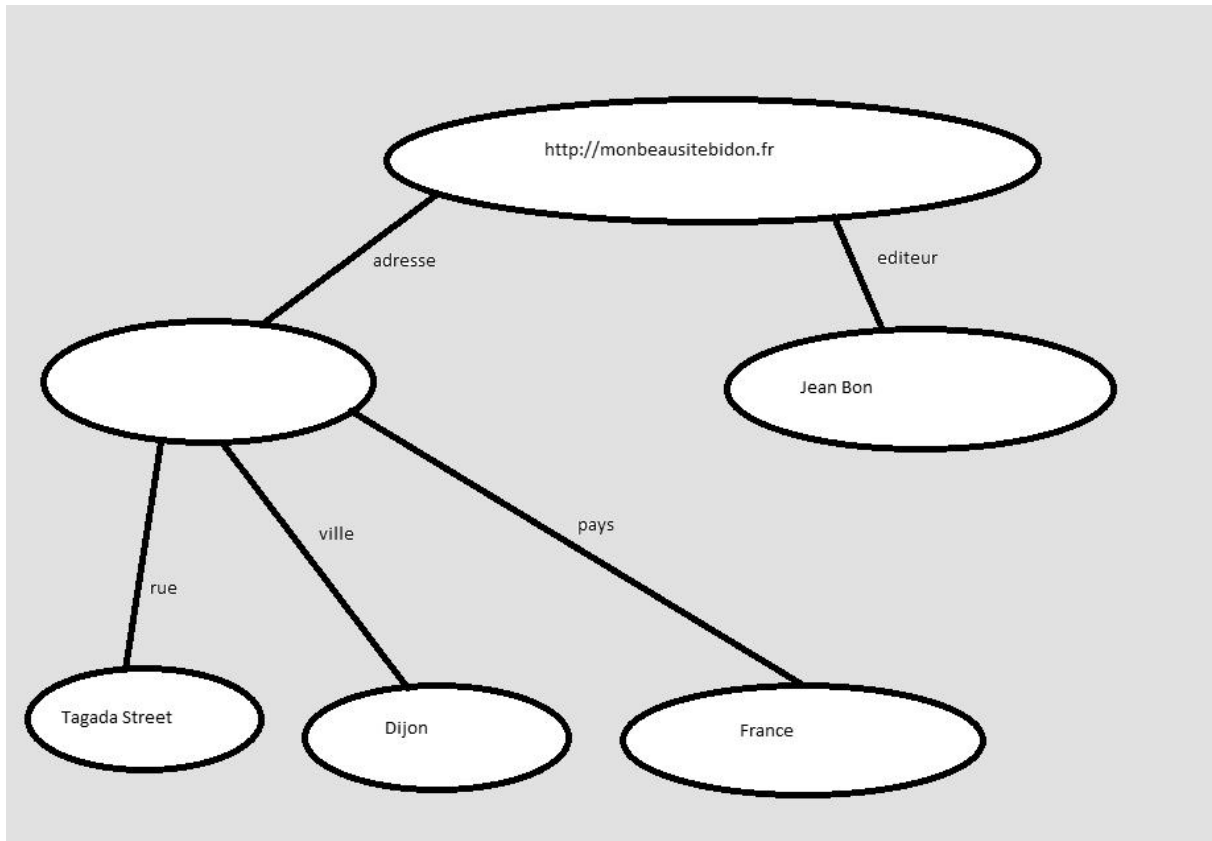 http://monbeausitebidon.fr
adresse
editeur
Jean Bon
pays
ville
rue
Tagada Street
Dijon
France